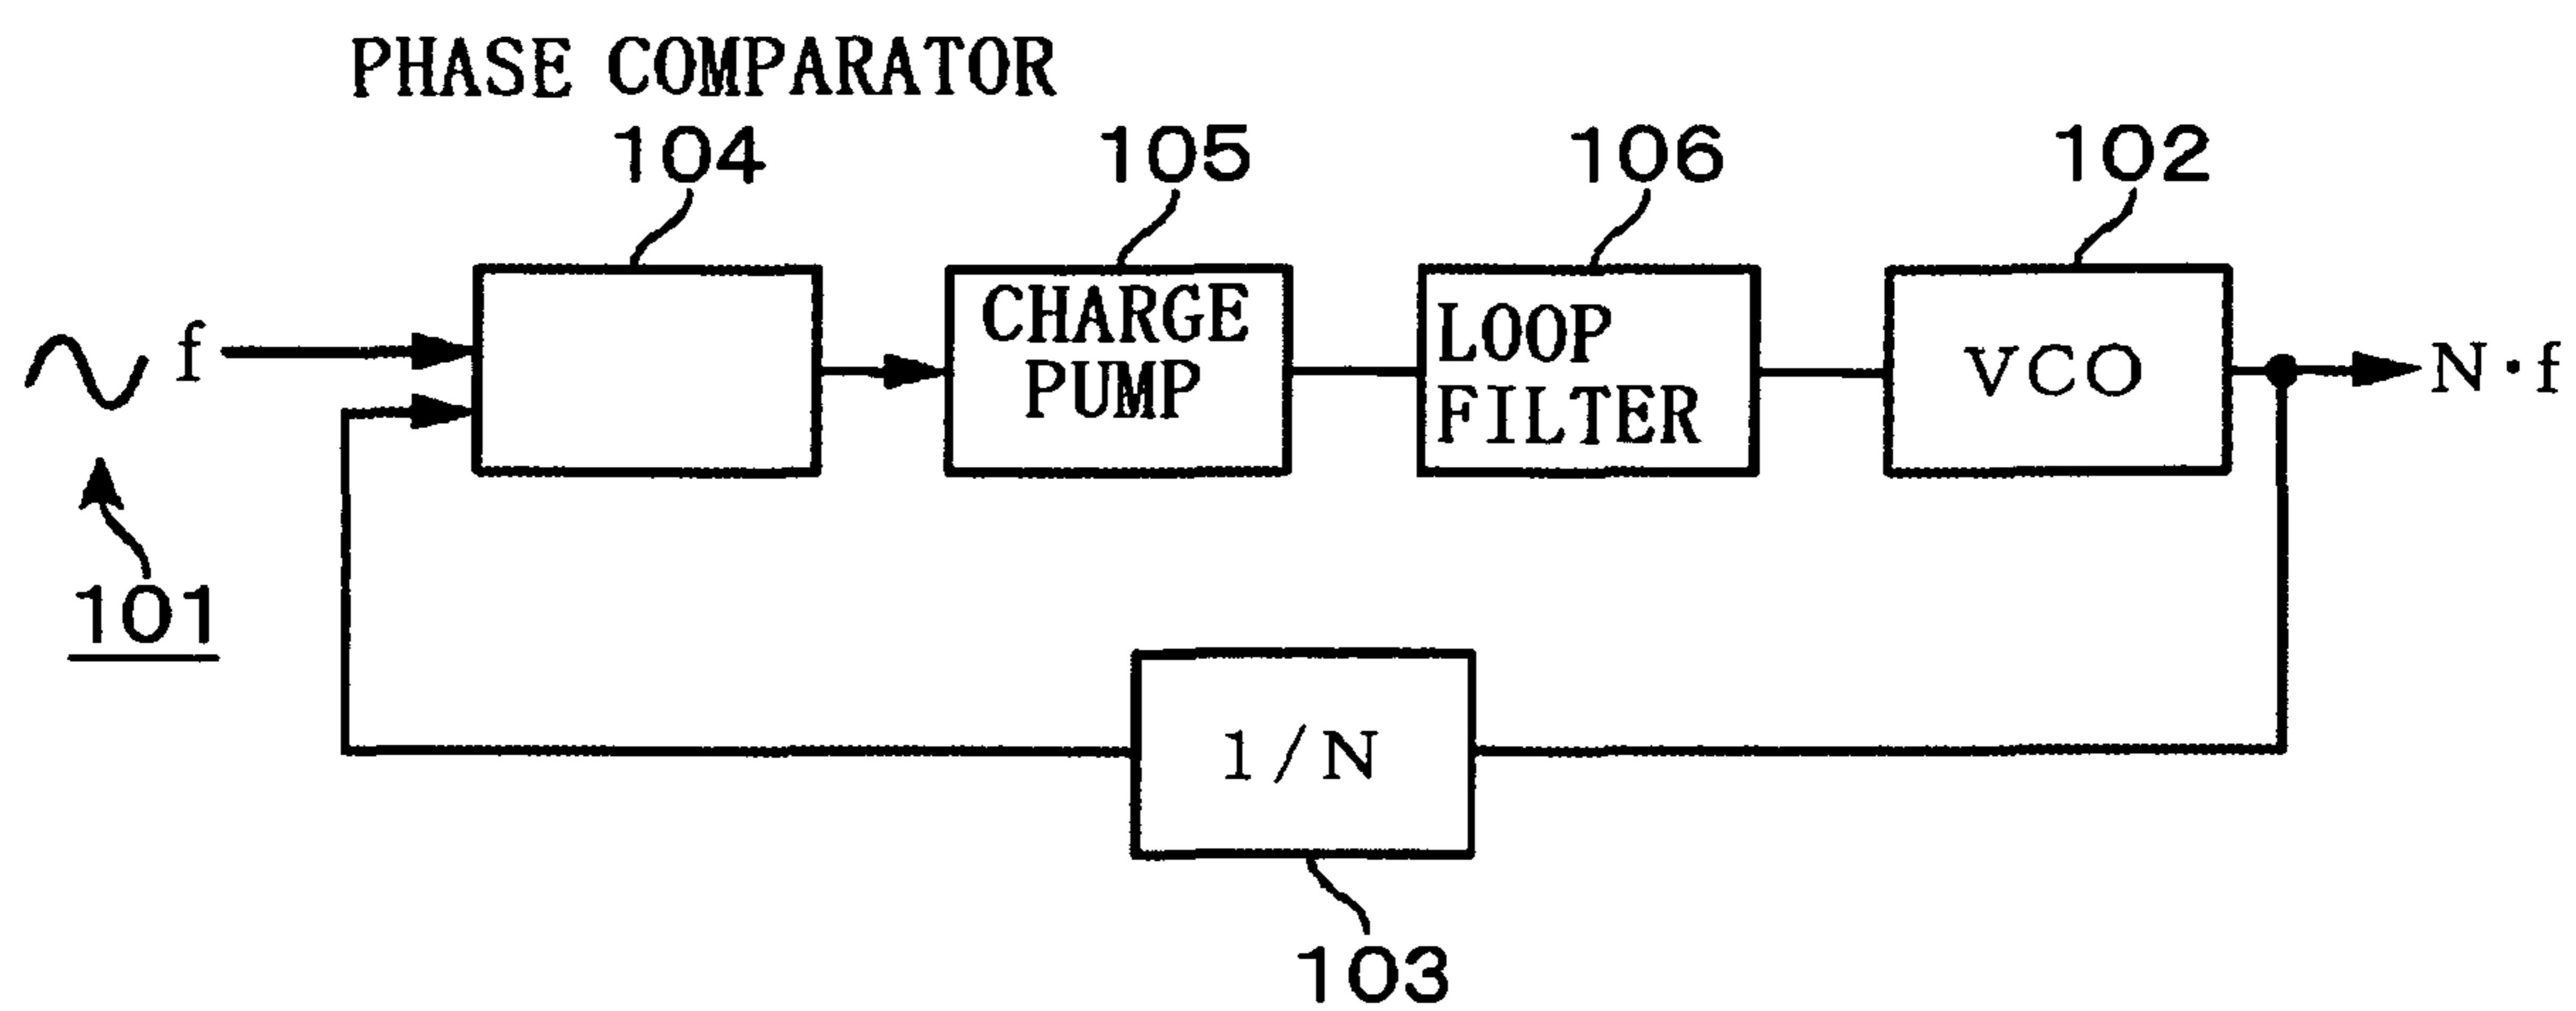 PHASE COMPARATOR
104
105
106
102
f
CHARGE
PUMP
LOOP
FILTER
VCO
N·f
101
1/N
103